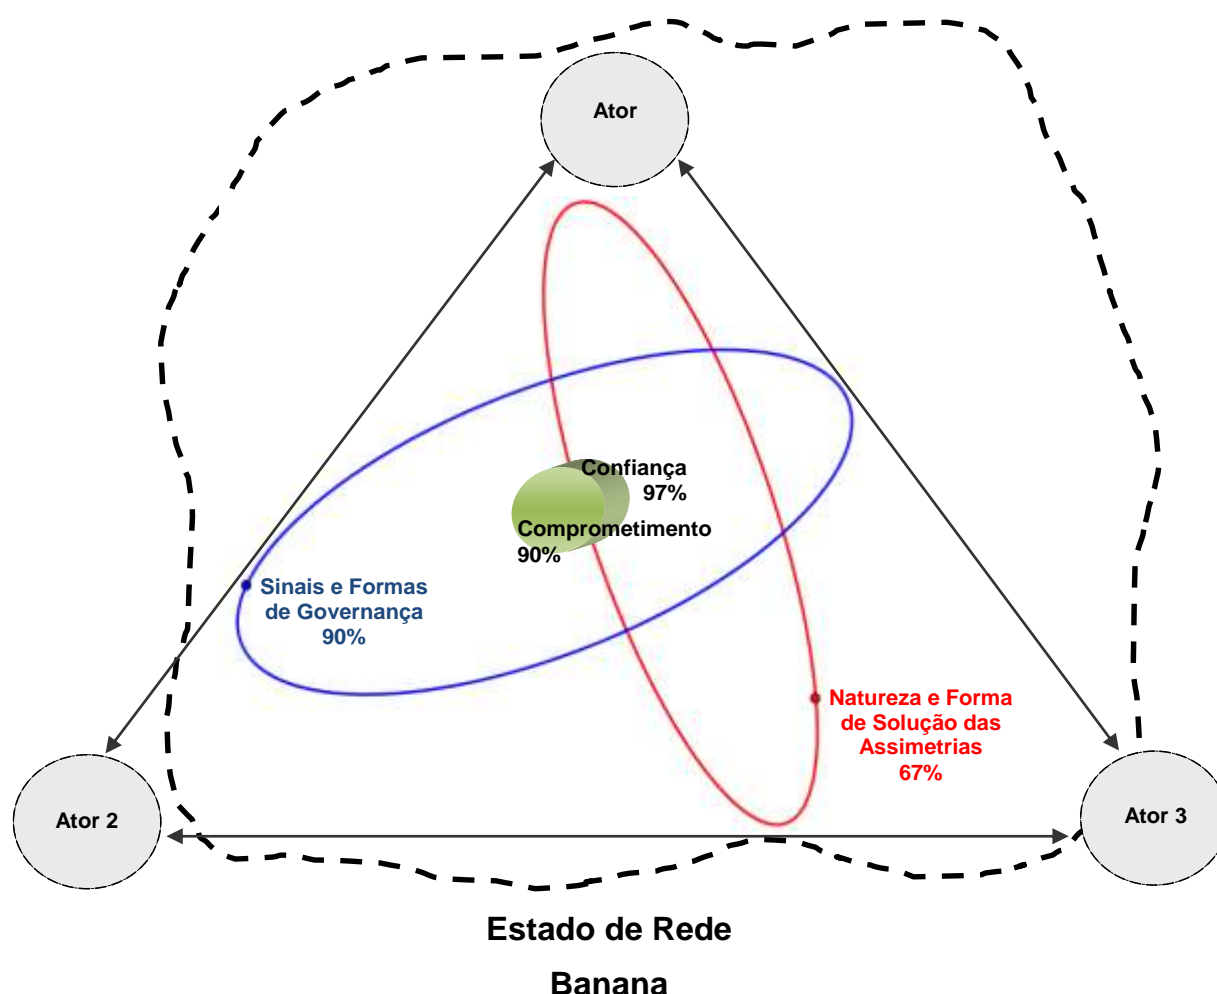 Ator
Confiança
97%
Comprometimento
90%
Sinais e Formas
de Governança
90%
Natureza e Forma
de Solução das
Assimetrias
67%
Ator 2
Ator 3
Estado de Rede
Banana